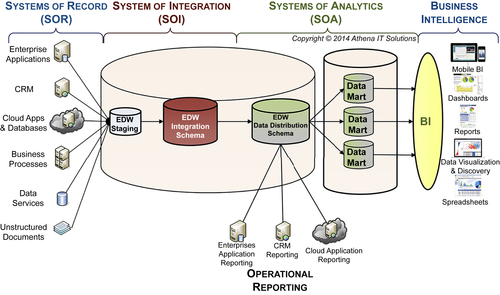 SYSTEMS OF RECORD
(SOR)
SYSTEM OF INTEGRATION
(SOI)
SYSTEMS OF ANALYTICS
(SOA)
BUSINESS
INTELLIGENCE
Copyright © 2014 Athena IT Solutions
Enterprise
Applications
CRM
Cloud Apps
& Databases
Business
Processes
Data
Services
Unstructured
Documents
EDW
Staging
EDW
Integration
Schema
EDW
Data Distribution
Schema
Data
Mart
Data
Mart
Data
Mart
BI
Mobile BI
Dashboards
Reports
Data Visualization
& Discovery
Spreadsheets
Enterprises
Application
Reporting
CRM
Reporting
Cloud Application
Reporting
OPERATIONAL
REPORTING